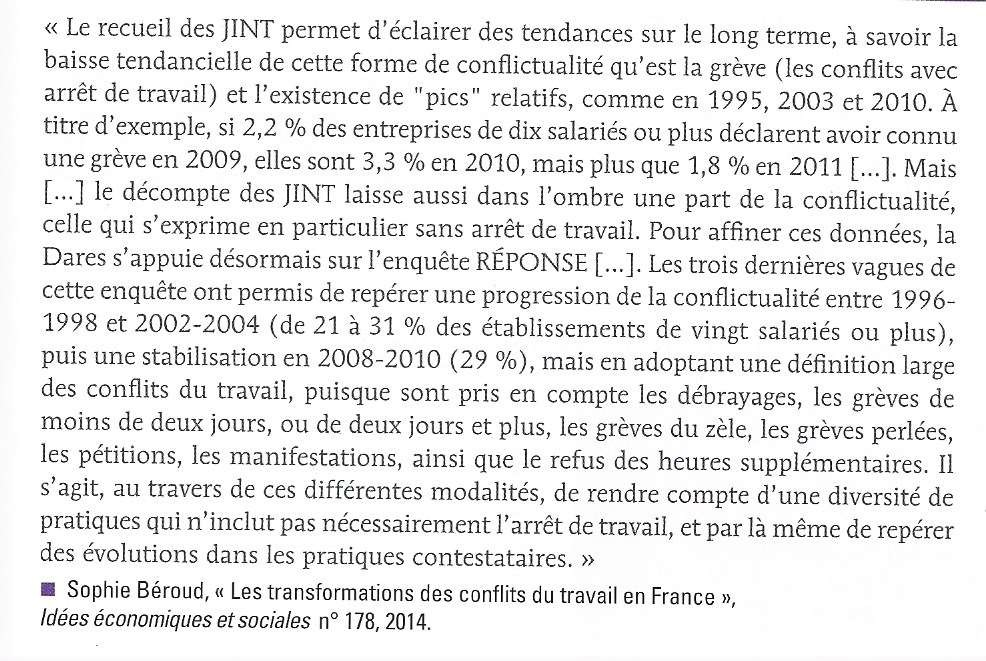 « Le recueil des JINT permet d’éclairer des tendances sur le long terme, à savoir la
baisse tendancielle de cette forme de conflictualité qu’est la grève (les conflits avec
arrêt de travail) et l’existence de "pics" relatifs, comme en 1995, 2003 et 2010. À
titre d’exemple, si 2,2 % des entreprises de dix salariés ou plus déclarent avoir connu
une grève en 2009, elles sont 3,3 % en 2010, mais plus que 1,8 % en 2011 [...]. Mais
[...] le décompte des JINT laisse aussi dans l’ombre une part de la conflictualité,
celle qui s’exprime en particulier sans arrêt de travail. Pour affiner ces données, la
Dares s’appuie désormais sur l’enquête RÉPONSE [...]. Les trois dernières vagues de
cette enquête ont permis de repérer une progression de la conflictualité entre 1996-
1998 et 2002-2004 (de 21 à 31 % des établissements de vingt salariés ou plus),
puis une stabilisation en 2008-2010 (29 %), mais en adoptant une définition large
des conflits du travail, puisque sont pris en compte les débrayages, les grèves de
moins de deux jours, ou de deux jours et plus, les grèves du zèle, les grèves perlées,
les pétitions, les manifestations, ainsi que le refus des heures supplémentaires. Il
s’agit, au travers de ces différentes modalités, de rendre compte d’une diversité de
pratiques qui n’inclut pas nécessairement l’arrêt de travail, et par là même de repérer
des évolutions dans les pratiques contestataires. »
■ Sophie Béroud, « Les transformations des conflits du travail en France »,
Idées économiques et sociales n° 178, 2014.